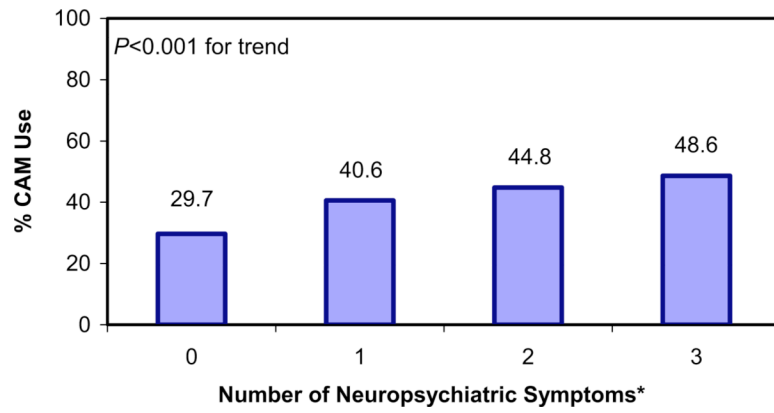 100
P<0.001 for trend
80
60
40
20
0
% CAM Use
29.7
40.6
44.8
48.6
0 1 2 3
Number of Neuropsychiatric Symptoms*